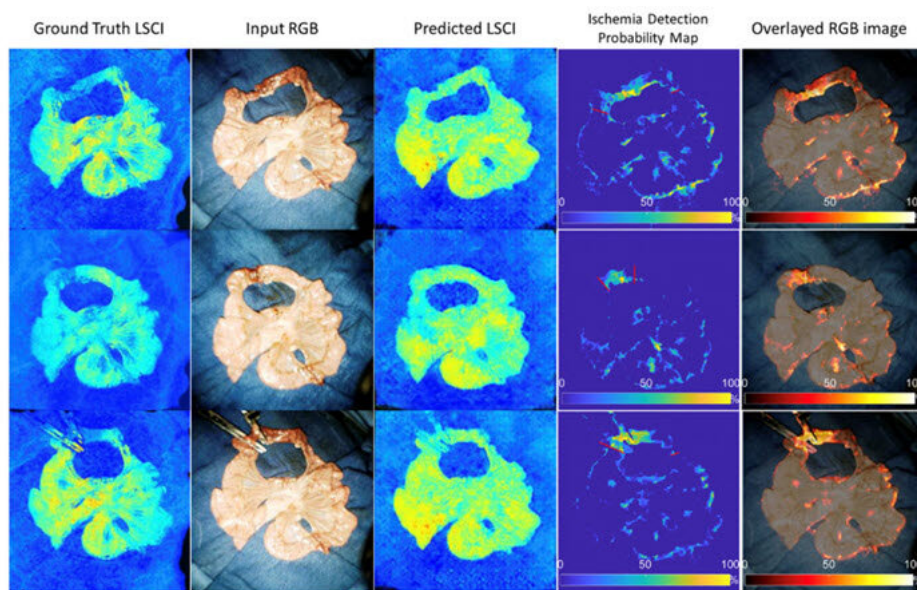 Ground Truth LSCI
Input RGB
Predicted LSCI
Ischemia Detection
Probability Map
Overlayed RGB image
0 50 100
%
0 50 10
0 50 100
%
0 50 10
0 50 100
%
0 50 10